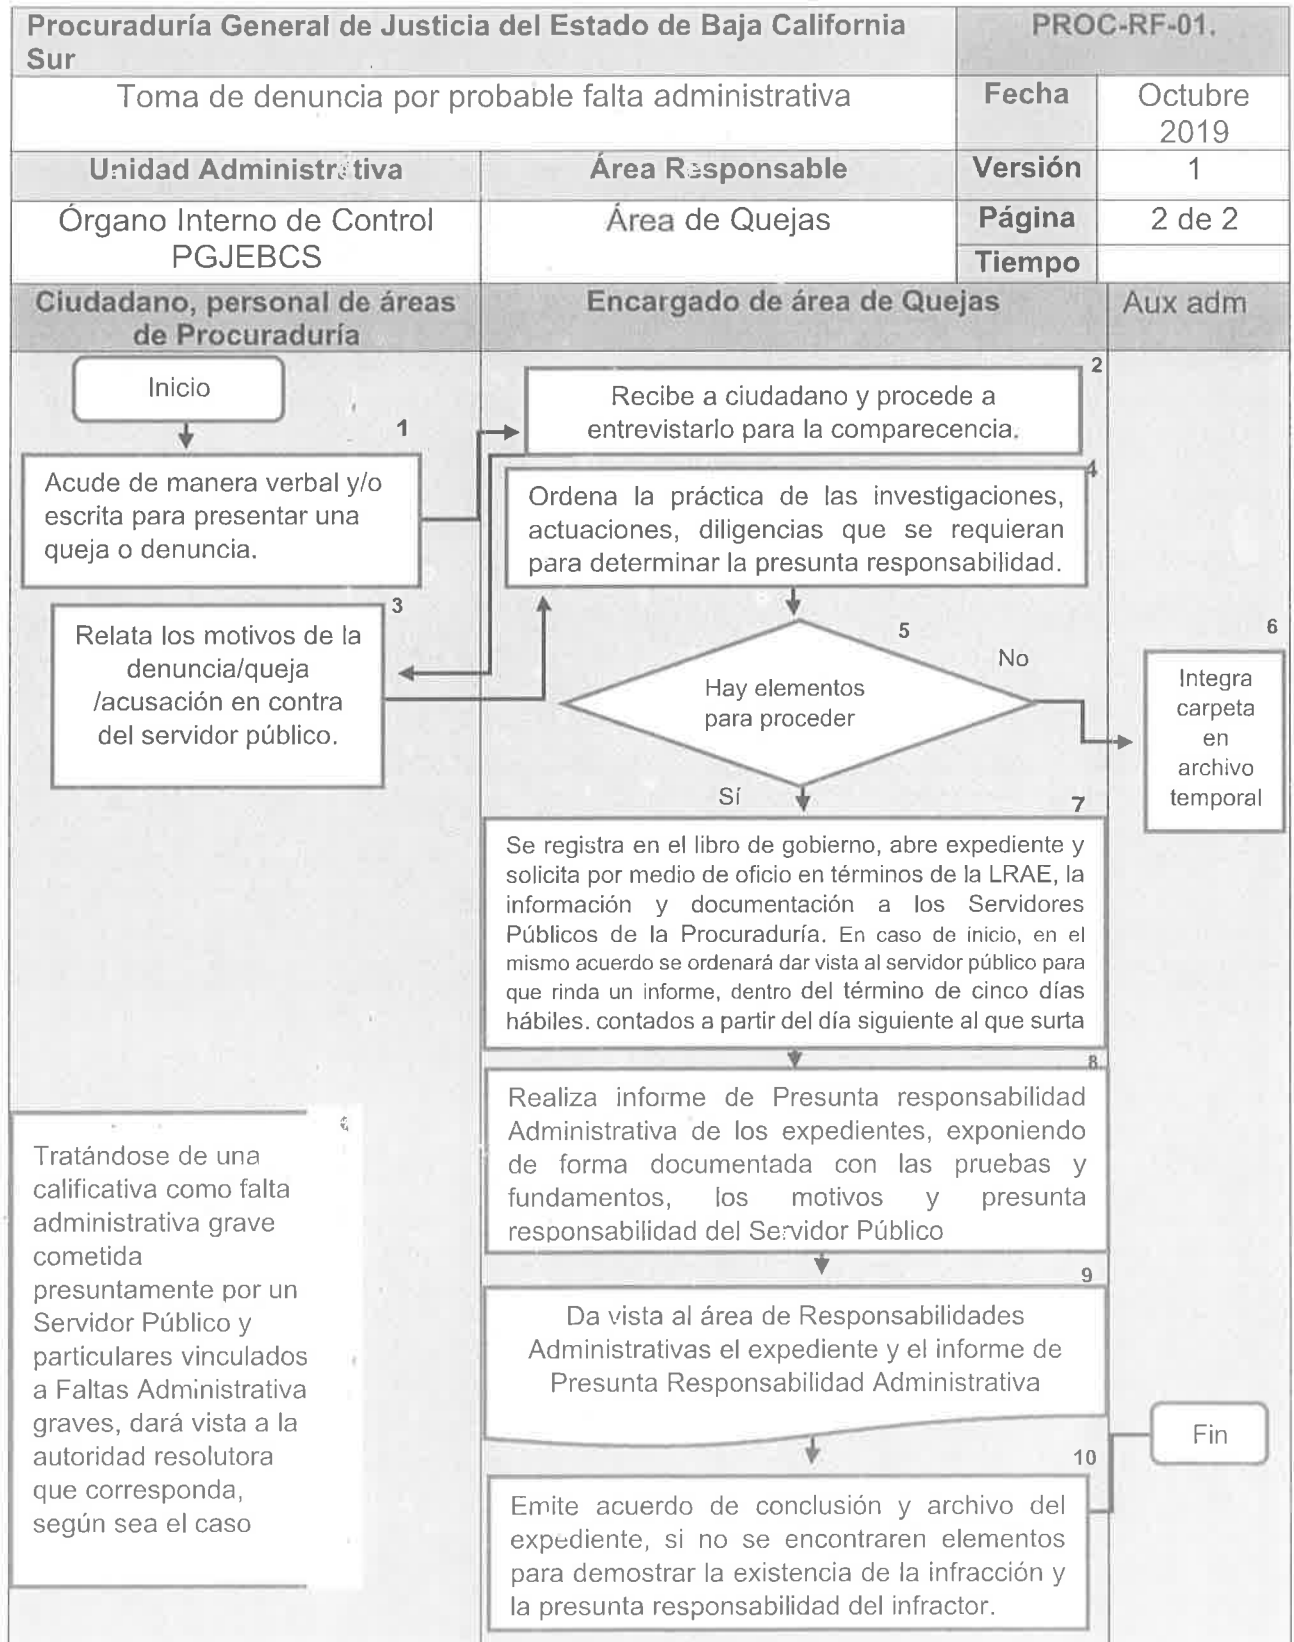 Procuraduría General de Justicia del Estado de Baja California
Sur
PROC-RF-01.
Toma de denuncia por probable falta administrativa
Fecha
Octubre
2019
Unidad Administrativa
Área Responsable
Versión
1
Órgano Interno de Control
PGJEBCS
Área de Quejas
Página
2 de 2
Tiempo
Ciudadano, personal de áreas
de Procuraduría
Encargado de área de Quejas
Aux adm
Inicio
1
Acude de manera verbal y/o
escrita para presentar una
queja o denuncia.
2
Recibe a ciudadano y procede a
entrevistarlo para la comparecencia.
3
Relata los motivos de la
denuncia/queja
/acusación en contra
del servidor público.
4
Ordena la práctica de las investigaciones,
actuaciones, diligencias que se requieran
para determinar la presunta responsabilidad.
5
Hay elementos
para proceder
No
6
Integra
carpeta
en
archivo
temporal
Sí
7
Se registra en el libro de gobierno, abre expediente y
solicita por medio de oficio en términos de la LRAE, la
información y documentación a los Servidores
Públicos de la Procuraduría. En caso de inicio, en el
mismo acuerdo se ordenará dar vista al servidor público para
que rinda un informe, dentro del término de cinco días
hábiles. contados a partir del día siguiente al que surta
8
Realiza informe de Presunta responsabilidad
Administrativa de los expedientes, exponiendo
de forma documentada con las pruebas y
fundamentos, los motivos y presunta
responsabilidad del Servidor Público
Tratándose de una
calificativa como falta
administrativa grave
cometida
presuntamente por un
Servidor Público y
particulares vinculados
a Faltas Administrativa
graves, dará vista a la
autoridad resolutora
que corresponda,
según sea el caso
9
Da vista al área de Responsabilidades
Administrativas el expediente y el informe de
Presunta Responsabilidad Administrativa
10
Emite acuerdo de conclusión y archivo del
expediente, si no se encontraren elementos
para demostrar la existencia de la infracción y
la presunta responsabilidad del infractor.
Fin